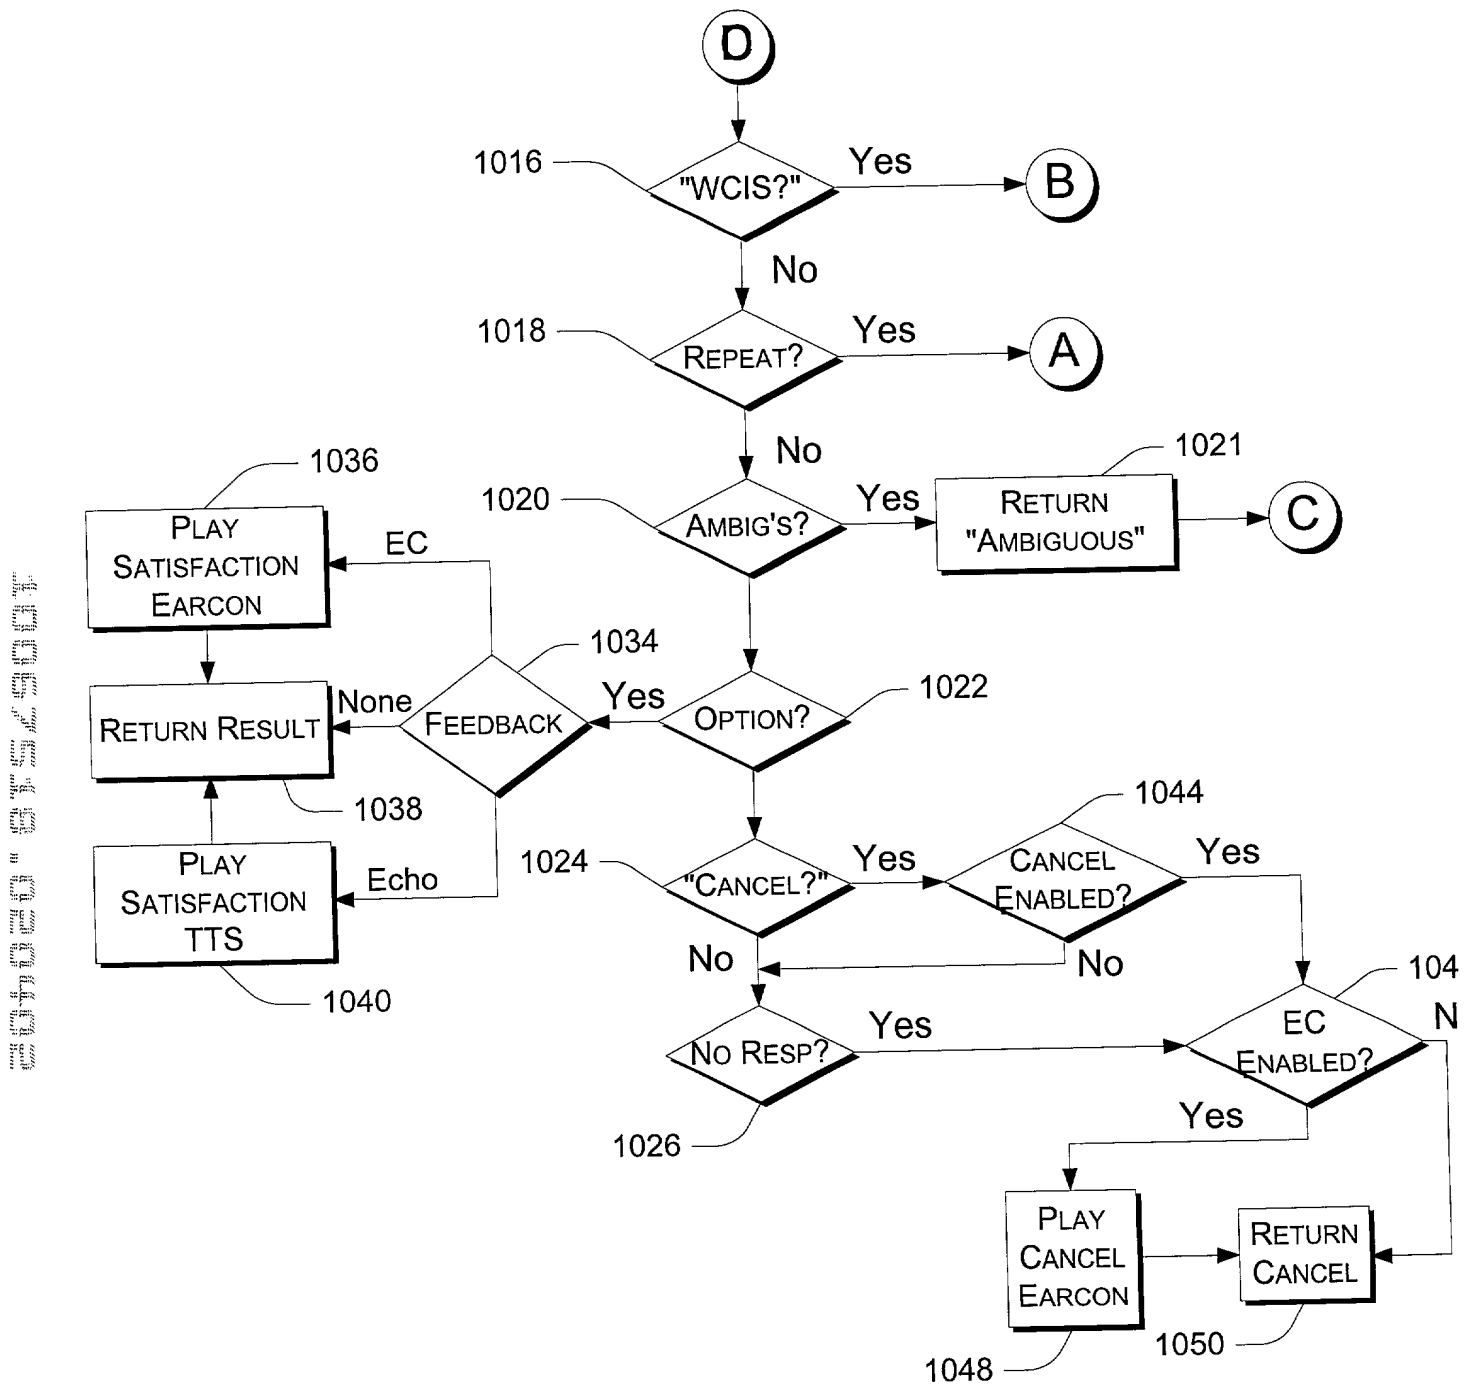 D
1016
"WCIS?"
Yes
B
No
1018
REPEAT?
Yes
A
No
1020
AMBIG'S?
Yes
1021
RETURN
"AMBIGUOUS"
C
1036
PLAY
SATISFACTION
EARCON
EC
1034
FEEDBACK
None
RETURN RESULT
1038
Yes
OPTION?
1022
Echo
PLAY
SATISFACTION
TTS
1040
1024
"CANCEL?"
Yes
1044
CANCEL
ENABLED?
Yes
No
No
NO RESP?
1026
Yes
104
EC
ENABLED?
N
Yes
PLAY
CANCEL
EARCON
1048
RETURN
CANCEL
1050